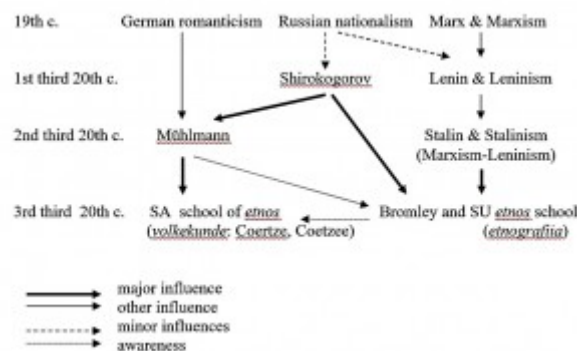 19th c. German romanticism Russian nationalism Marx & Marxism
1st third 20th c. Shirokogorov Lenin & Leninism
2nd third 20th c. Mühlmann Stalin & Stalinism
(Marxism-Leninism)
3rd third 20th c. SA school of etnos Bromley and SU etnos school
(volkekunde: Coertze, Coetzee) (etnografiia)
major influence
other influence
minor influences
awareness